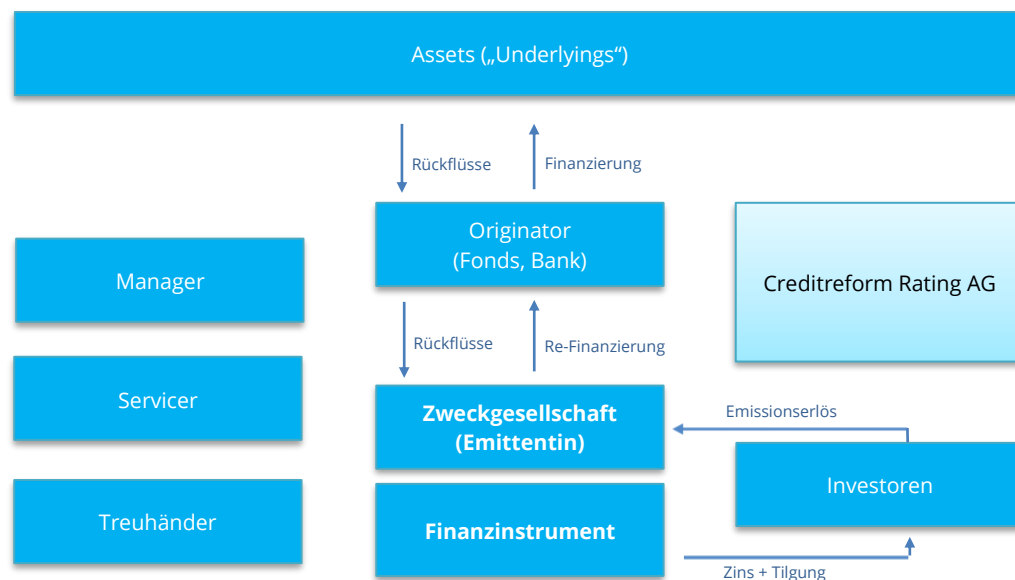 Assets („Underlyings“)
Rückflüsse
Finanzierung
Originator
(Fonds, Bank)
Manager
Creditreform Rating AG
Rückflüsse
Re-Finanzierung
Servicer
Zweckgesellschaft
(Emittentin)
Emissionserlös
Investoren
Treuhänder
Finanzinstrument
Zins + Tilgung